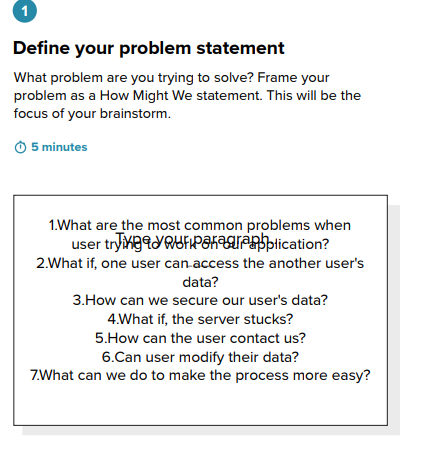 1
Define your problem statement
What problem are you trying to solve? Frame your
problem as a How Might We statement. This will be the
focus of your brainstorm.
5 minutes
1.What are the most common problems when
Type your paragraph...
user trying to work on our application?
2.What if, one user can access the another user's
data?
3.How can we secure our user's data?
4.What if, the server stucks?
5.How can the user contact us?
6.Can user modify their data?
7.What can we do to make the process more easy?